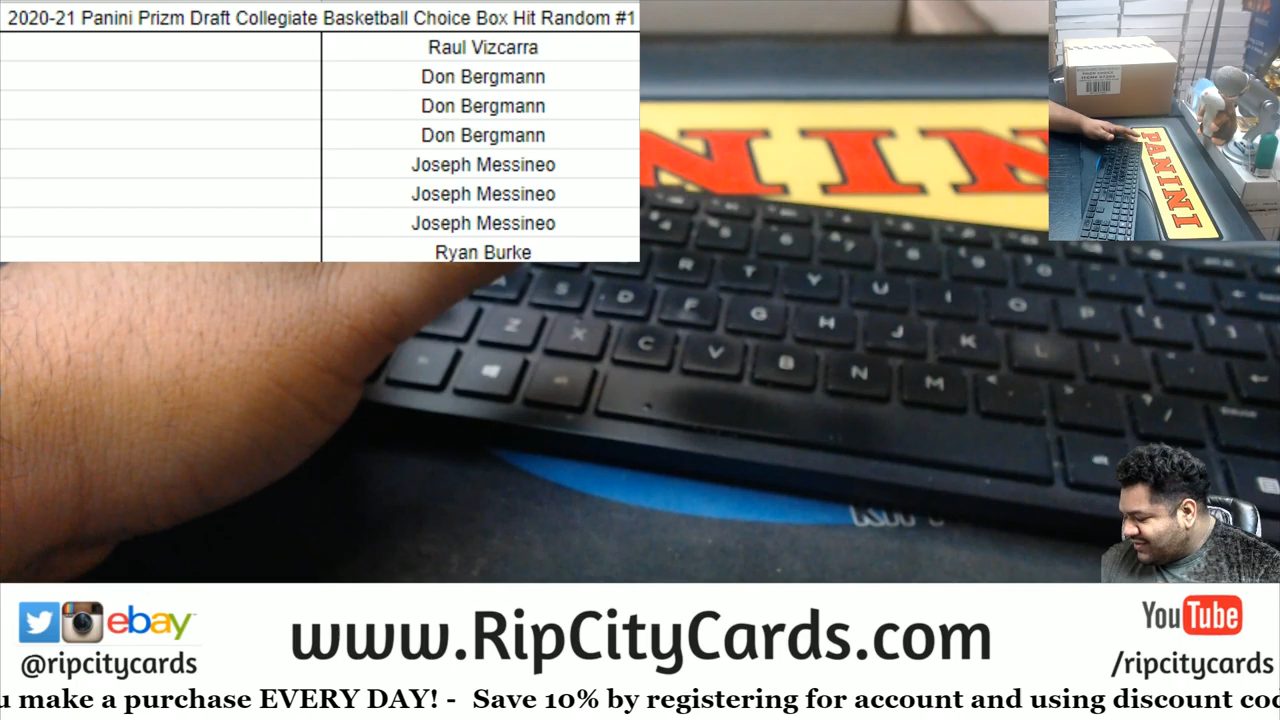 2020-21 Panini Prizm Draft Collegiate Basketball Choice Box Hit Random #1
Raul Vizcarra
Don Bergmann
Don Bergmann
Don Bergmann
Joseph Messineo
Joseph Messineo
Joseph Messineo
Ryan Burke
PANINI
R T Y U I O P
A S D F G H J K L
Z X C V B N M
ebay
@ripcitycards
www.RipCityCards.com
YouTube
/ripcitycards
make a purchase EVERY DAY! - Save 10% by registering for account and using discount